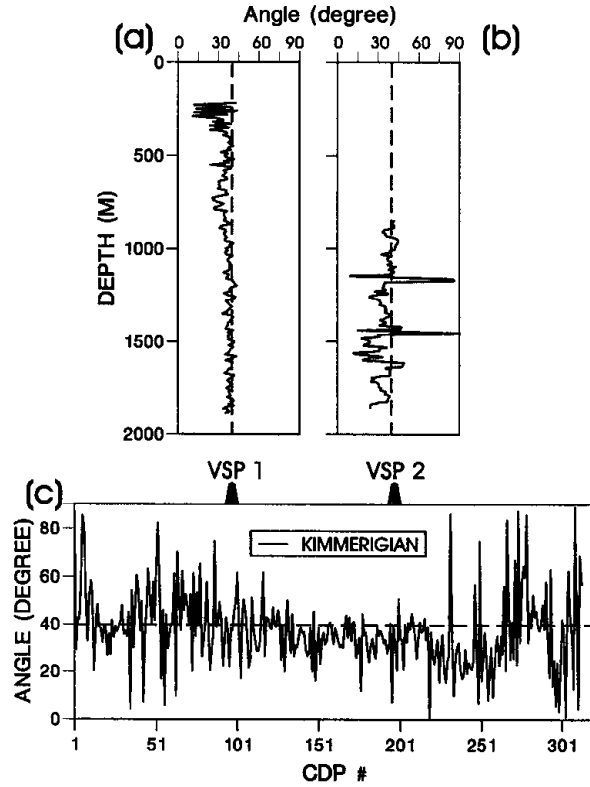 Angle (degree)
(a)
0 30 60 90
0 30 60 90
(b)
0
500
1000
1500
2000
DEPTH (M)
VSP 1
VSP 2
(c)
80
60
40
20
0
ANGLE (DEGREE)
KIMMERIGIAN
1 51 101 151 201 251 301
CDP #